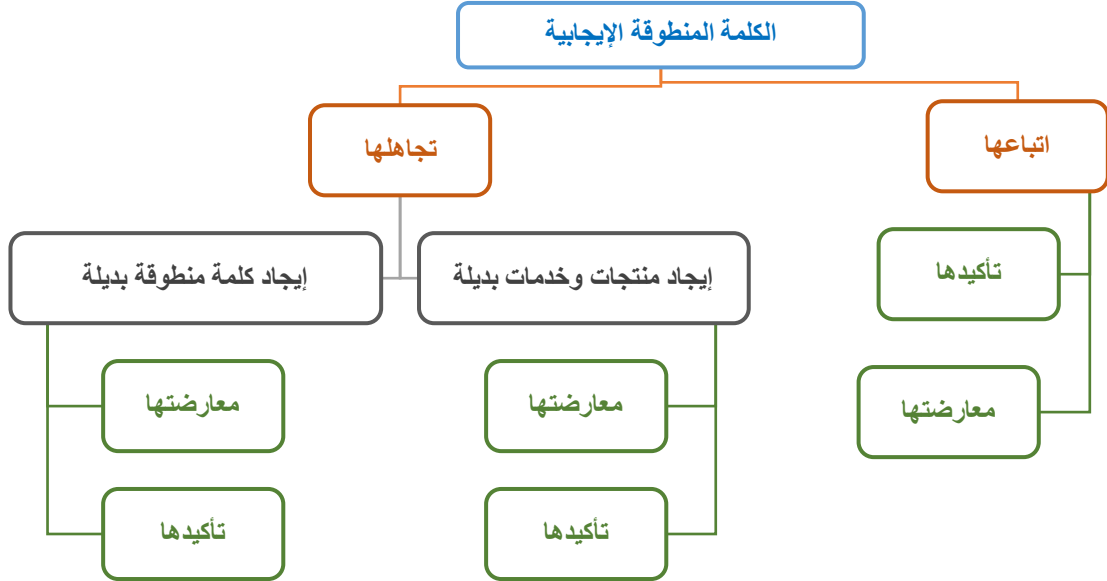 الكلمة المنطوقة الإيجابية
اتباعها
تجاهلها
تأكيدها
معارضتها
إيجاد منتجات وخدمات بديلة
إيجاد كلمة منطوقة بديلة
معارضتها
معارضتها
تأكيدها
تأكيدها